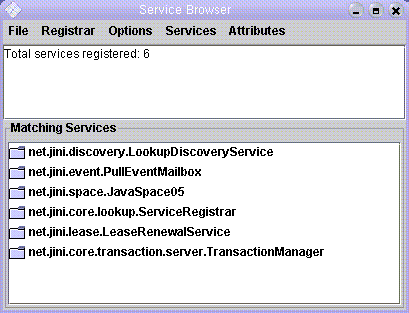 Service Browser
File Registrar Options Services Attributes
Total services registered: 6
Matching Services
net.jini.discovery.LookupDiscoveryService
net.jini.event.PullEventMailbox
net.jini.space.JavaSpace05
net.jini.core.lookup.ServiceRegistrar
net.jini.lease.LeaseRenewalService
net.jini.core.transaction.server.TransactionManager